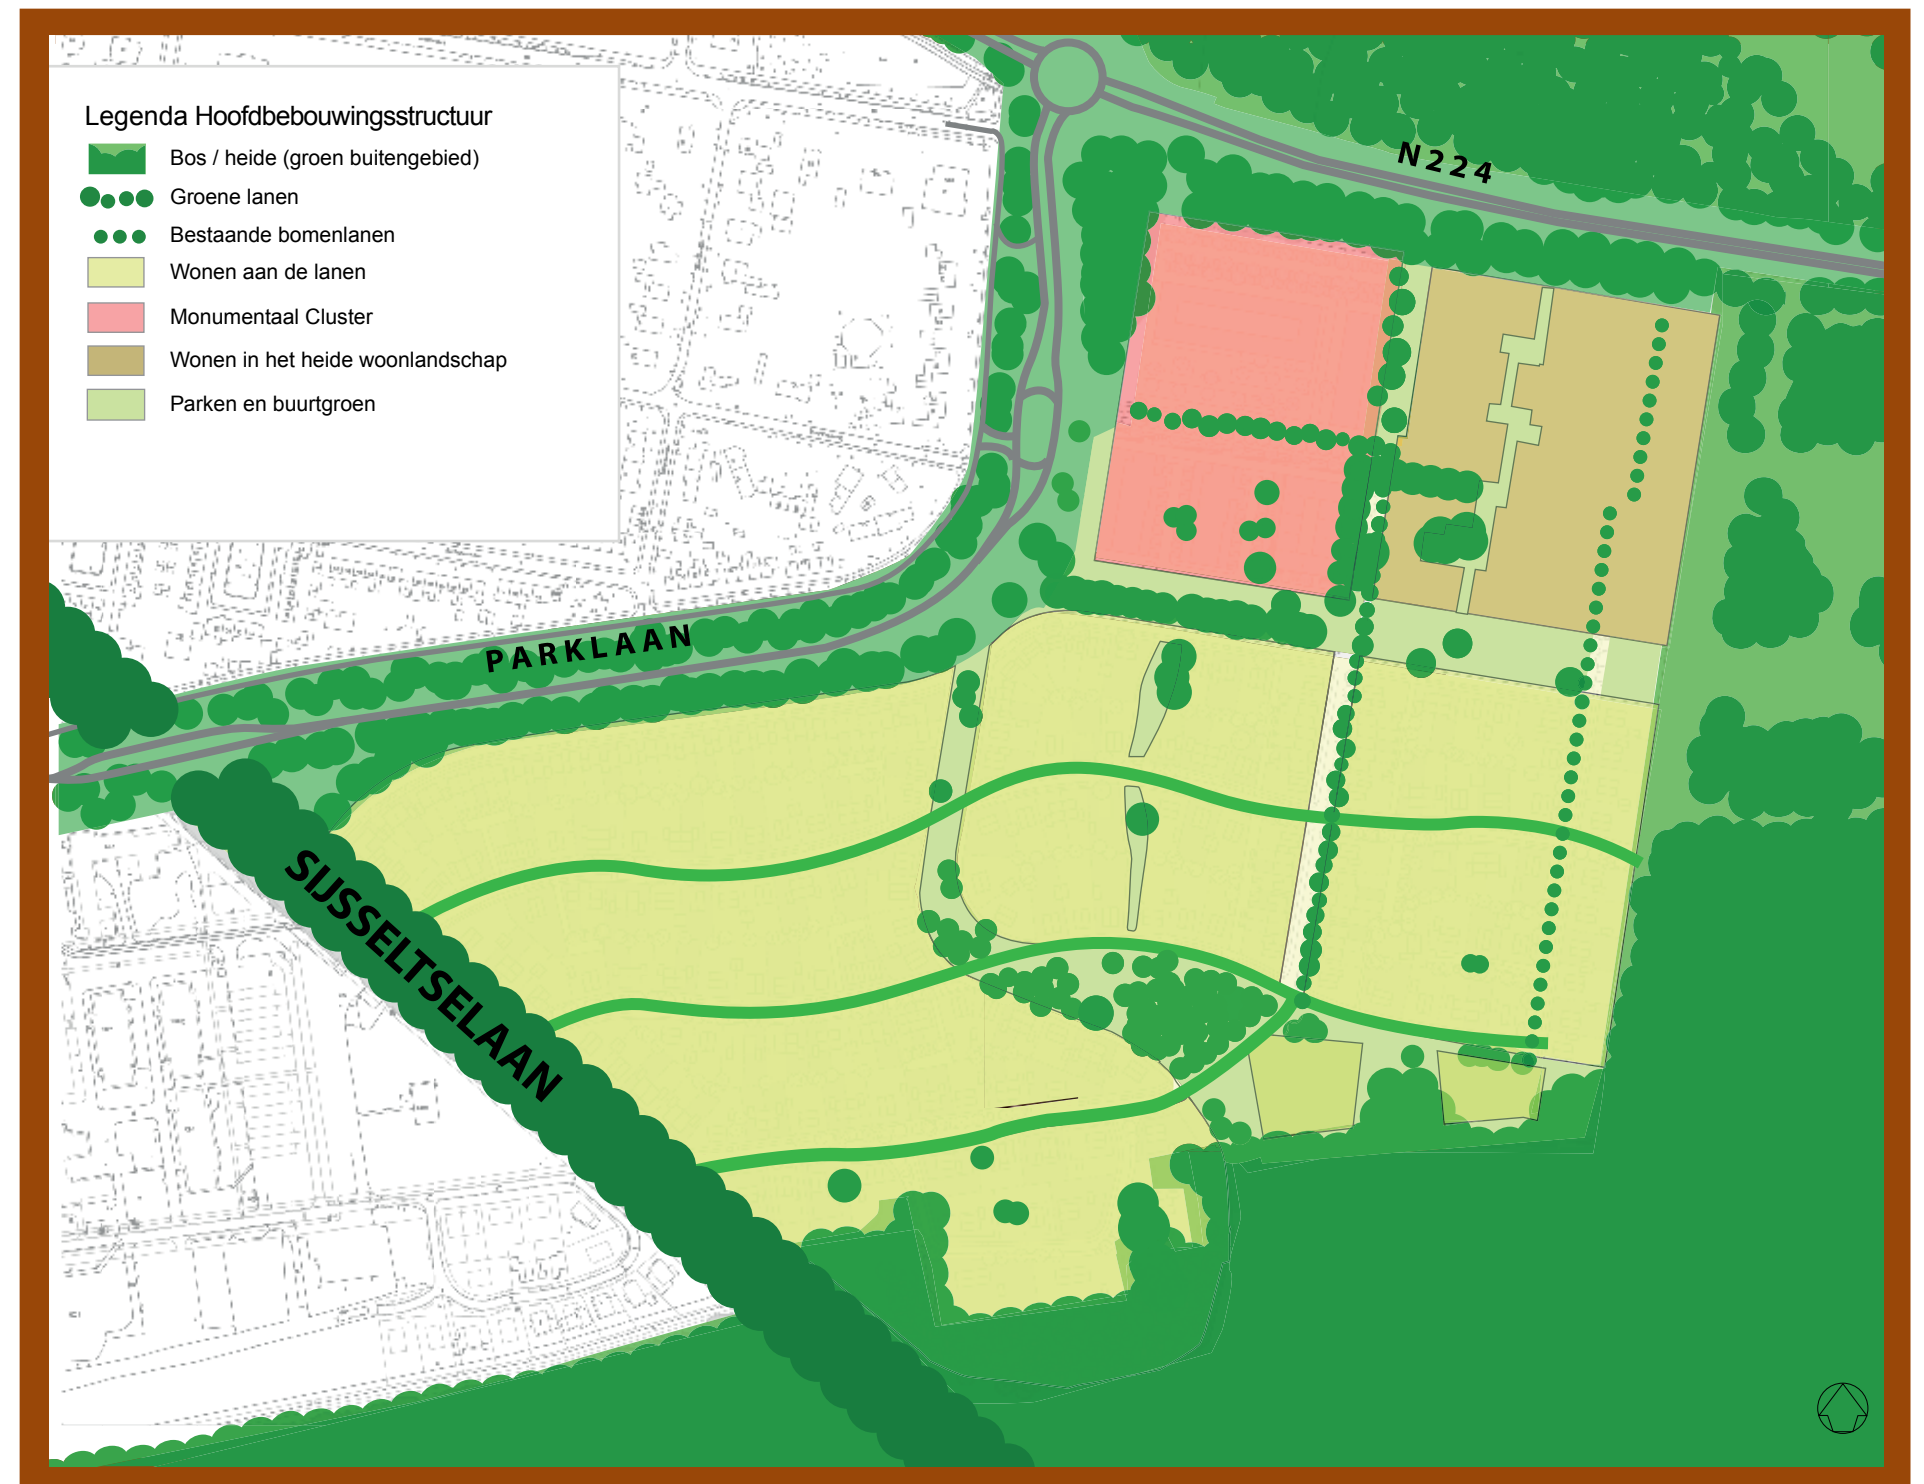 Legenda Hoofdbebouwingsstructuur
Bos / heide (groen buitengebied)
Groene lanen
Bestaande bomenlanen
Wonen aan de lanen
Monumentaal Cluster
Wonen in het heide woonlandschap
Parken en buurtgroen
N224
PARKLAAN
SIJSSELTSELAAN